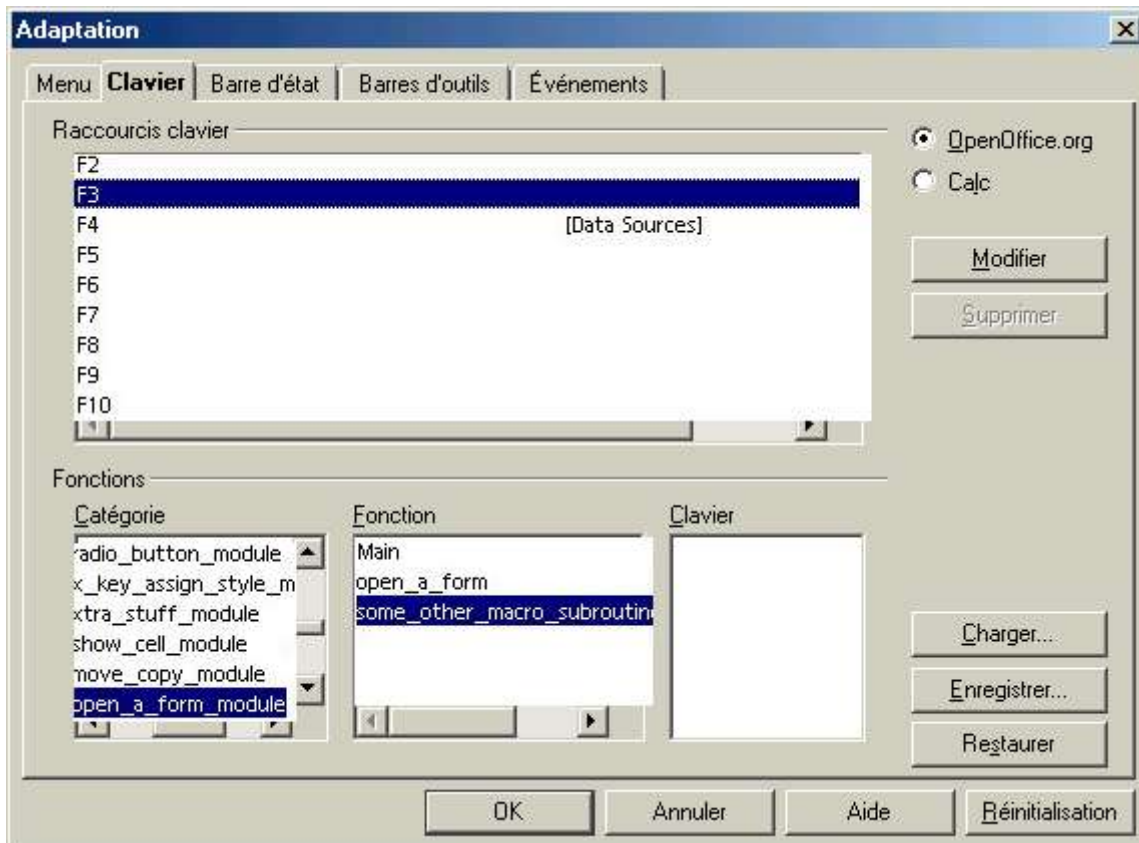 Adaptation
Menu Clavier Barre d'état Barres d'outils Événements
Raccourcis clavier
OpenOffice.org
Calc
F2
F3
F4 [Data Sources]
F5
F6
F7
F8
F9
F10
Modifier
Supprimer
Fonctions
Catégorie
radio_button_module
x_key_assign_style_m
xtra_stuff_module
show_cell_module
move_copy_module
open_a_form_module
Fonction
Main
open_a_form
some_other_macro_subroutin
Clavier
Charger...
Enregistrer...
Restaurer
OK Annuler Aide Réinitialisation